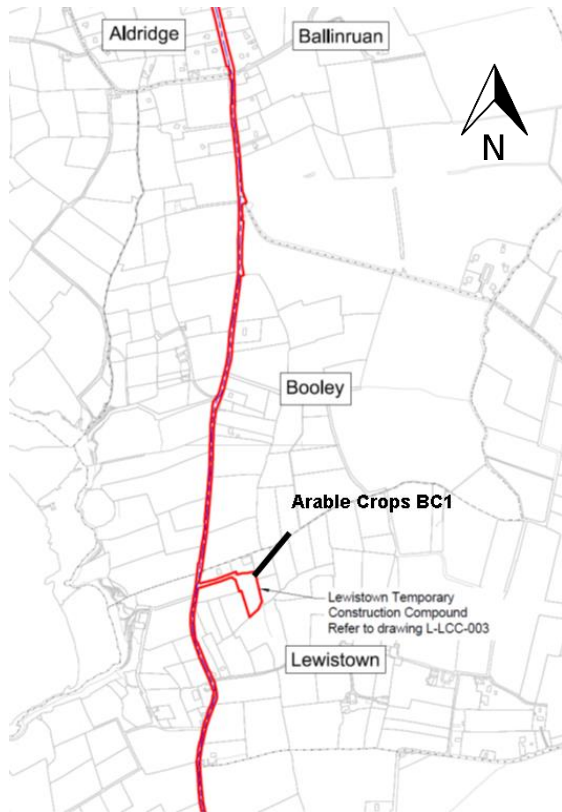 Aldridge
Ballinruan
N
Booley
Arable Crops BC1
Lewistown Temporary
Construction Compound
Refer to drawing L-LCC-003
Lewistown